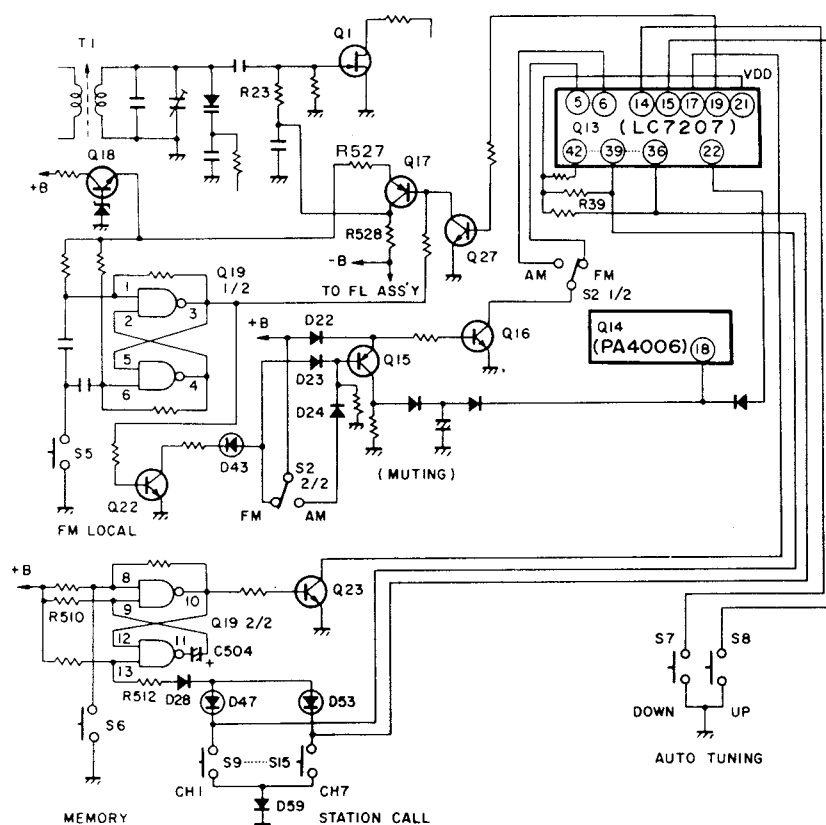 T1
Q1
R23
VDD
5 6 14 15 17 19 21
Q13 (LC7207)
42 39 36 22
R39
Q18
+B
R527
Q17
R528
-B
TO FL ASS'Y
Q27
AM FM
S2 1/2
Q19
1/2
1
2
3
5
6
4
+B
D22
D23
D24
Q15
Q16
Q14
(PA4006) 18
S5
D43
Q22
FM LOCAL
S2
2/2
FM AM
(MUTING)
+B
R510
8
9
10
Q19 2/2
12
13
11
C504
+
Q23
R512
D28
D47
D53
S6
S9 S15
CH1 CH7
D59
MEMORY
STATION CALL
S7 S8
DOWN UP
AUTO TUNING